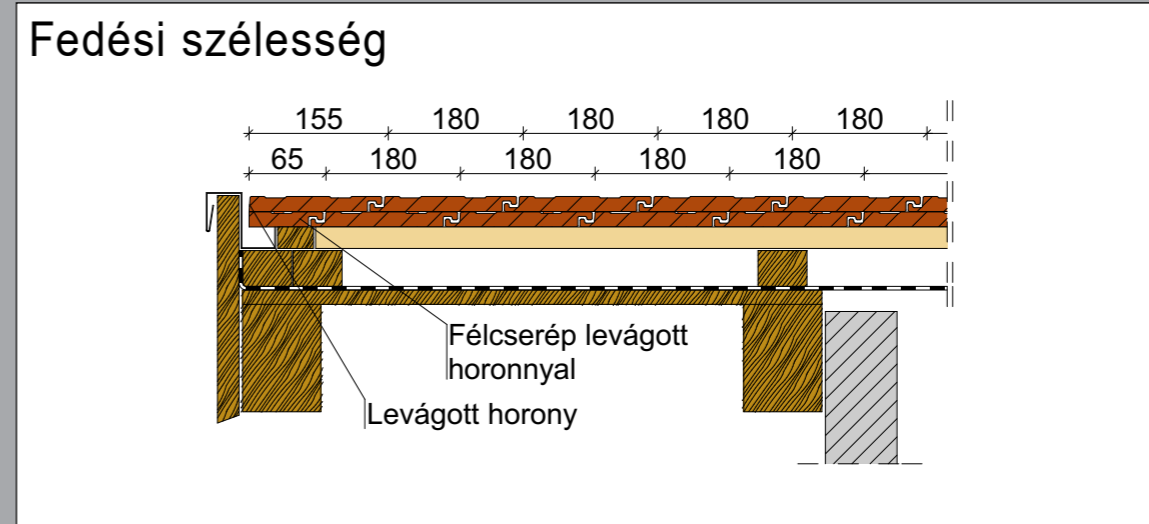 Fedési szélesség
155 180 180 180 180
65 180 180 180 180
Félcserép levágott
horonnyal
Levágott horony